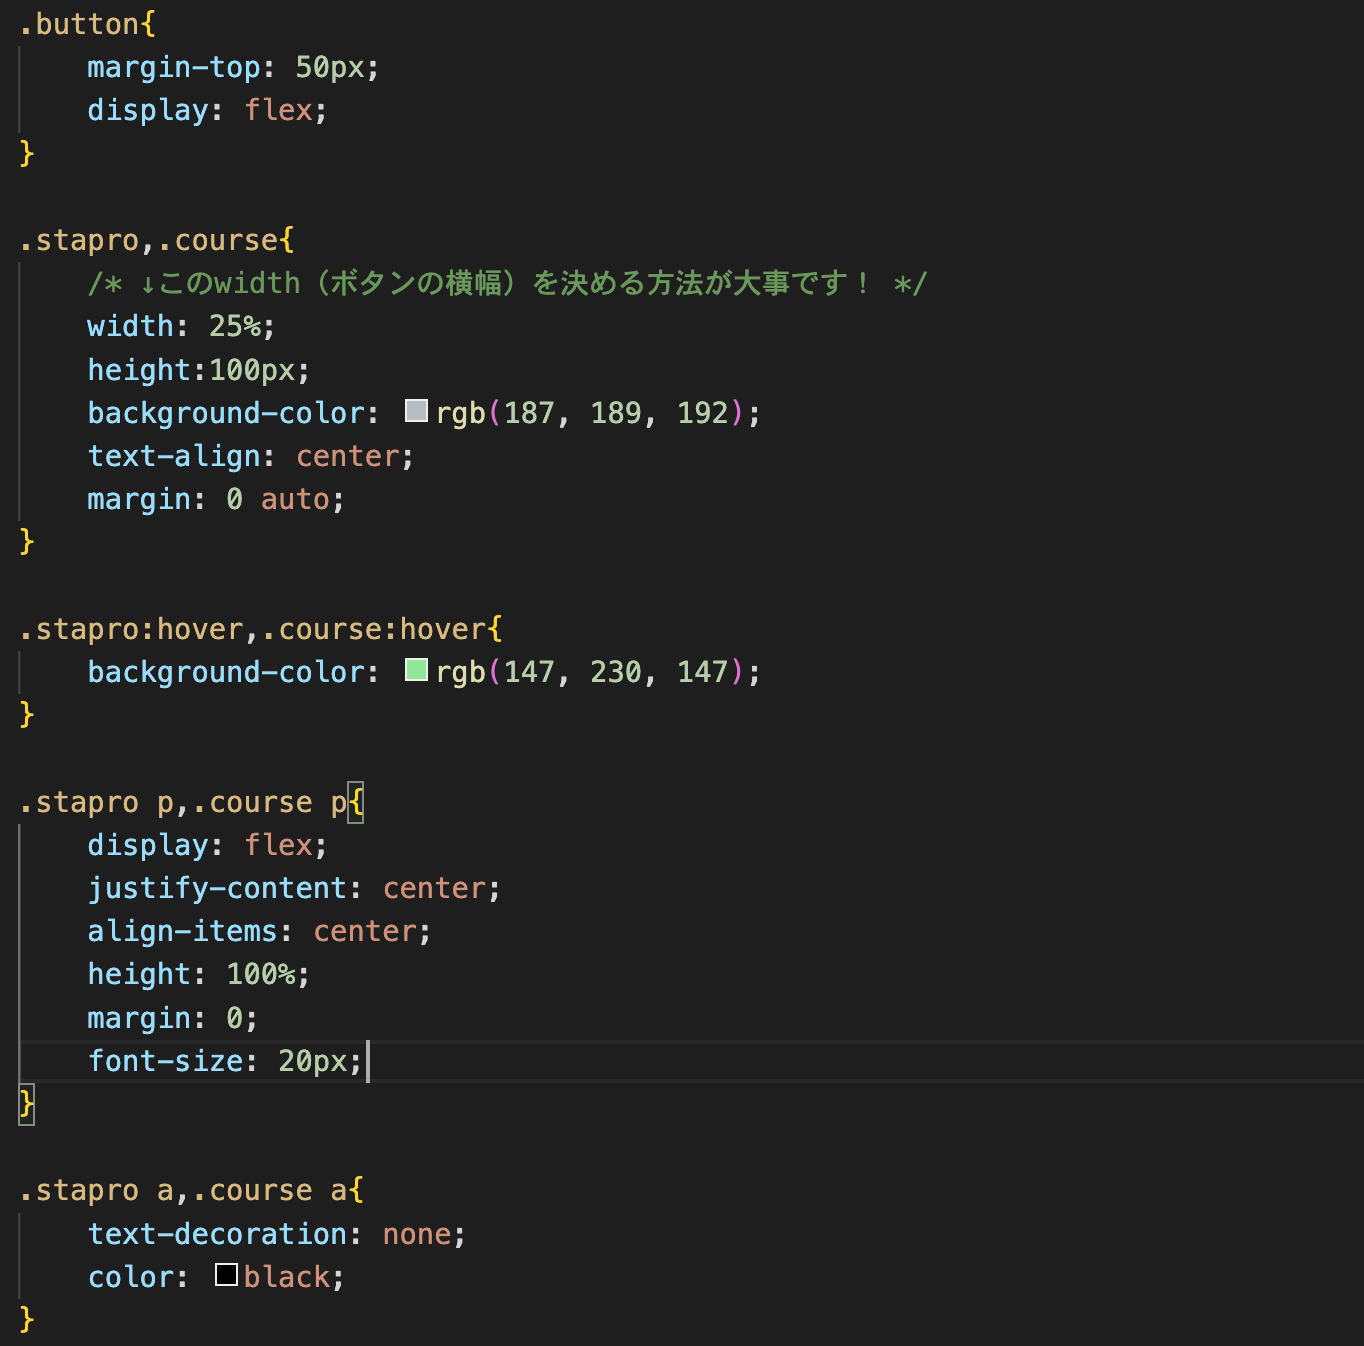 .button{
    margin-top: 50px;
    display: flex;
}
.stapro,.course{
    /* ↓このwidth（ボタンの横幅）を決める方法が大事です！ */
    width: 25%;
    height:100px;
    background-color: rgb(187, 189, 192);
    text-align: center;
    margin: 0 auto;
}
.stapro:hover,.course:hover{
    background-color: rgb(147, 230, 147);
}
.stapro p,.course p{
    display: flex;
    justify-content: center;
    align-items: center;
    height: 100%;
    margin: 0;
    font-size: 20px;
}
.stapro a,.course a{
    text-decoration: none;
    color: black;
}